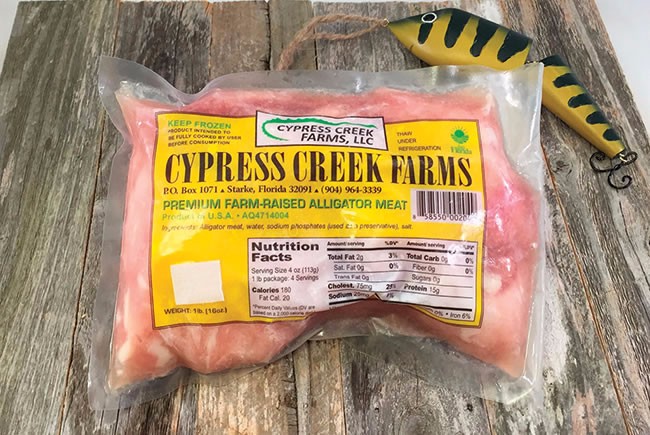 KEEP FROZEN
PRODUCT INTENDED TO
BE FULLY COOKED BY USER
BEFORE CONSUMPTION
CYPRESS CREEK
FARMS, LLC
THAW
UNDER
REFRIGERATION
CYPRESS CREEK FARMS
P.O. Box 1071 ▲ Starke, Florida 32091 ▲ (904) 964-3339
PREMIUM FARM-RAISED ALLIGATOR MEAT
Product of U.S.A. • AQ4714004
Ingredients: Alligator meat, water, sodium phosphates (used as a preservative), salt.
Nutrition
Facts
Serving Size 4 oz (113g)
1 lb package: 4 Servings
Calories 180
Fat Cal. 20
*Percent Daily Values (DV are
based on a 2,000 calorie
Amount/serving %DV*
Total Fat 2g 3%
Sat. Fat 0g 0%
Trans Fat 0g
Cholest. 75mg 25%
Sodium
Amount/serving %DV*
Total Carb 0g 0%
Fiber 0g 0%
Sugars 0g
Protein 15g
0% • Iron 6%
WEIGHT: 1 lb. (16oz.)